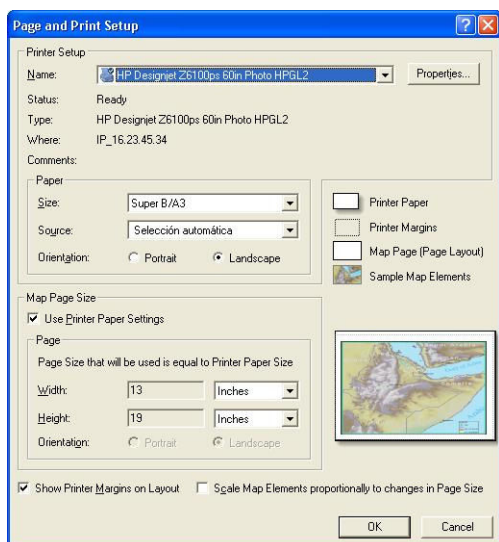 Page and Print Setup
Printer Setup
Name: HP Designjet Z6100ps 60in Photo HPGL2 Properties...
Status: Ready
Type: HP Designjet Z6100ps 60in Photo HPGL2
Where: IP_16.23.45.34
Comments:
Paper
Size: Super B/A3
Source: Selección automática
Orientation: Portrait Landscape
Printer Paper
Printer Margins
Map Page (Page Layout)
Sample Map Elements
Map Page Size
Use Printer Paper Settings
Page
Page Size that will be used is equal to Printer Paper Size
Width: 13 Inches
Height: 19 Inches
Orientation: Portrait Landscape
Show Printer Margins on Layout Scale Map Elements proportionally to changes in Page Size
OK Cancel